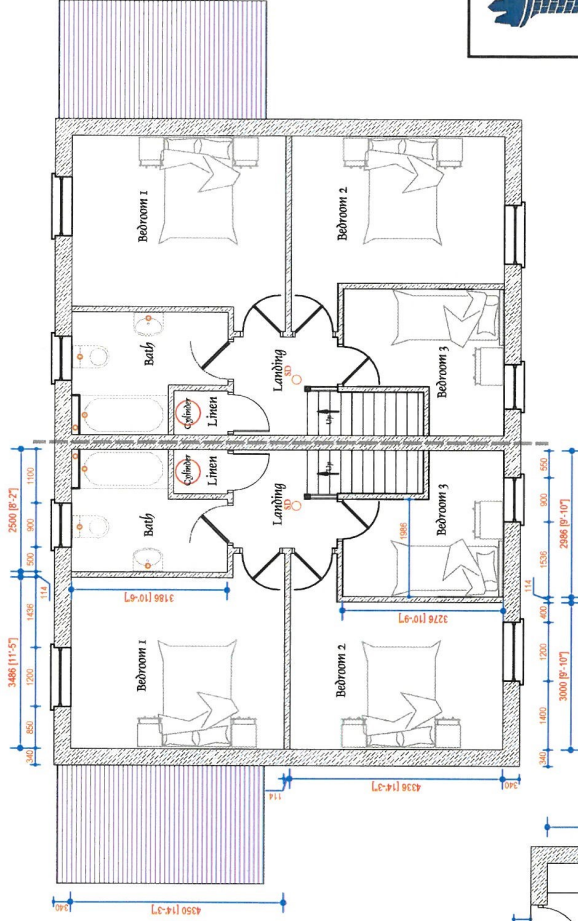 Bedroom 1
Bedroom 2
Bath
Bedroom 3
Landing
SD
Cylinder
Linen
Up
Cylinder
Linen
Up
Landing
SD
Bath
Bedroom 3
Bedroom 1
Bedroom 2
2500 [8'-2"]
1100
900
500
114
3486 [11'-5"]
1436
1200
850
340
3186 [10'-6"]
1986
3276 [10'-9"]
550
900
1536
114
2986 [9'-10"]
400
1200
1400
340
3000 [9'-10"]
340
4350 [14'-3"]
114
4336 [14'-3"]
340